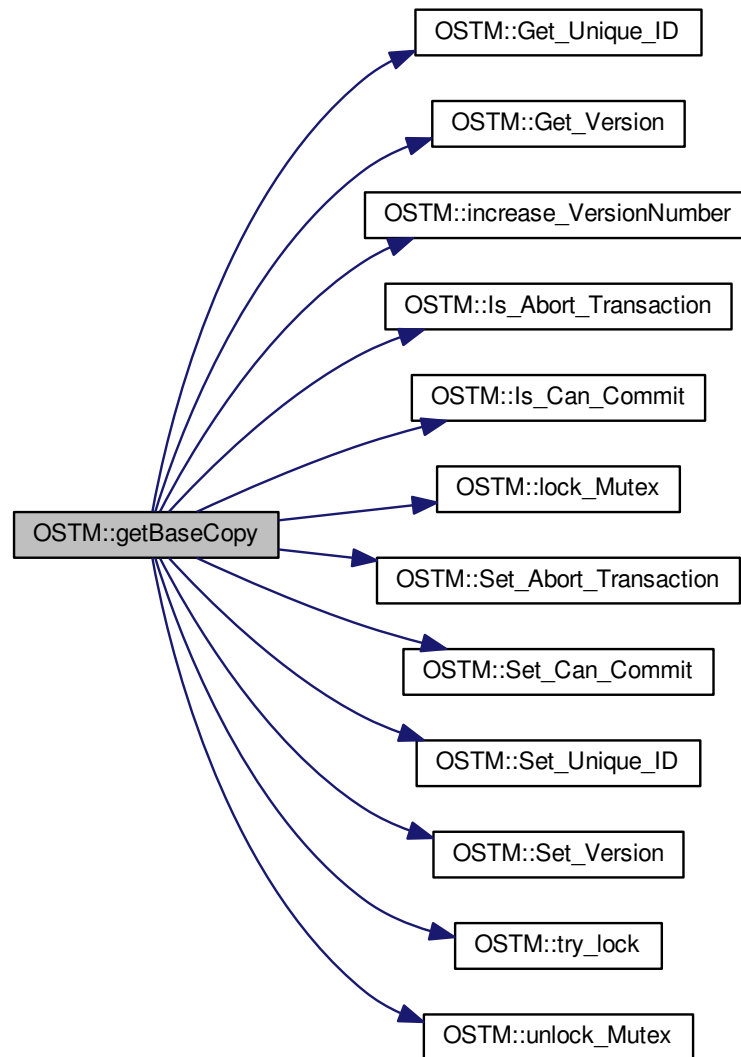 OSTM::Get_Unique_ID
OSTM::Get_Version
OSTM::increase_VersionNumber
OSTM::Is_Abort_Transaction
OSTM::Is_Can_Commit
OSTM::lock_Mutex
OSTM::getBaseCopy
OSTM::Set_Abort_Transaction
OSTM::Set_Can_Commit
OSTM::Set_Unique_ID
OSTM::Set_Version
OSTM::try_lock
OSTM::unlock_Mutex